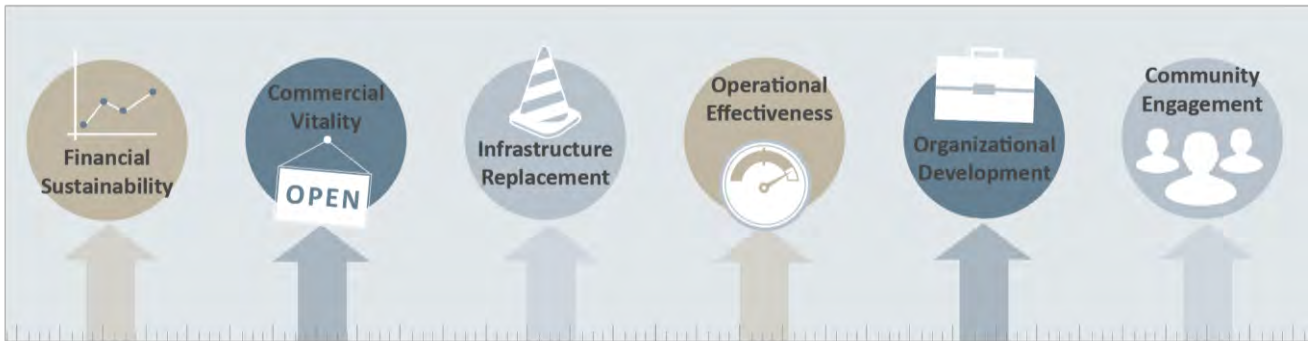 Financial
Sustainability
Commercial
Vitality
OPEN
Infrastructure
Replacement
Operational
Effectiveness
Organizational
Development
Community
Engagement